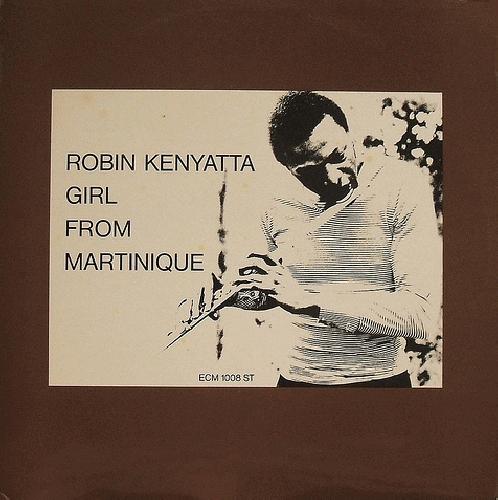 ROBIN KENYATTA
GIRL
FROM
MARTINIQUE
ECM 1008 ST